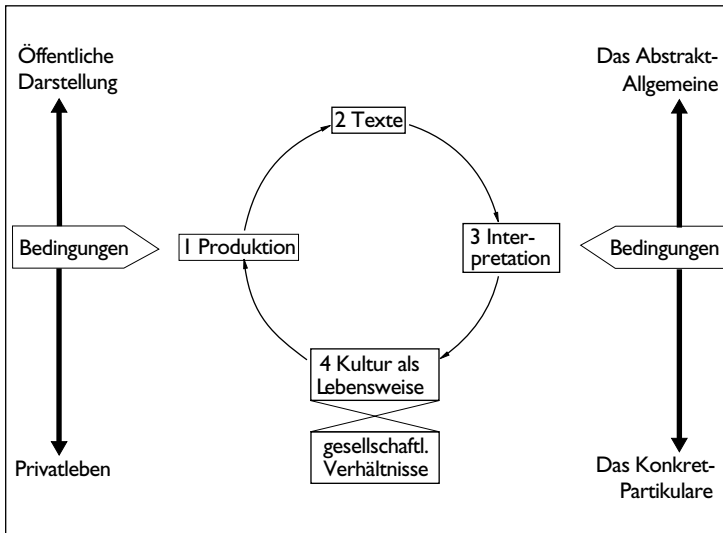 Öffentliche
Darstellung
Das Abstrakt-
Allgemeine
2 Texte
Bedingungen
1 Produktion
3 Inter-
pretation
Bedingungen
4 Kultur als
Lebensweise
gesellschaftl.
Verhältnisse
Privatleben
Das Konkret-
Partikulare